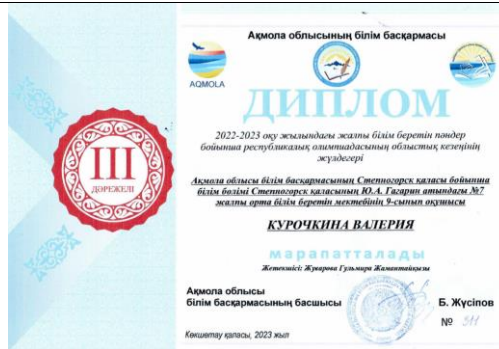 Ақмола облысының білім басқармасы
AQMOLA
ДИПЛОМ
2022-2023 оқу жылындағы жалпы білім беретін пәндер
бойынша республикалық олимпиадасының облыстық кезеңінің
жүлдегері
Ақмола облысы білім басқармасының Степногорск қаласы бойынша
білім бөлімі Степногорск қаласының Ю.А. Гагарин атындағы №7
жалпы орта білім беретін мектебінің 9-сынып оқушысы
КУРОЧКИНА ВАЛЕРИЯ
марапатталады
Жетекшісі: Жунарова Гульмира Жамантайқызы
III
ДӘРЕЖЕЛІ
Ақмола облысы
білім басқармасының басшысы
Б. Жүсіпов
№ 311
Көкшетау қаласы, 2023 жыл